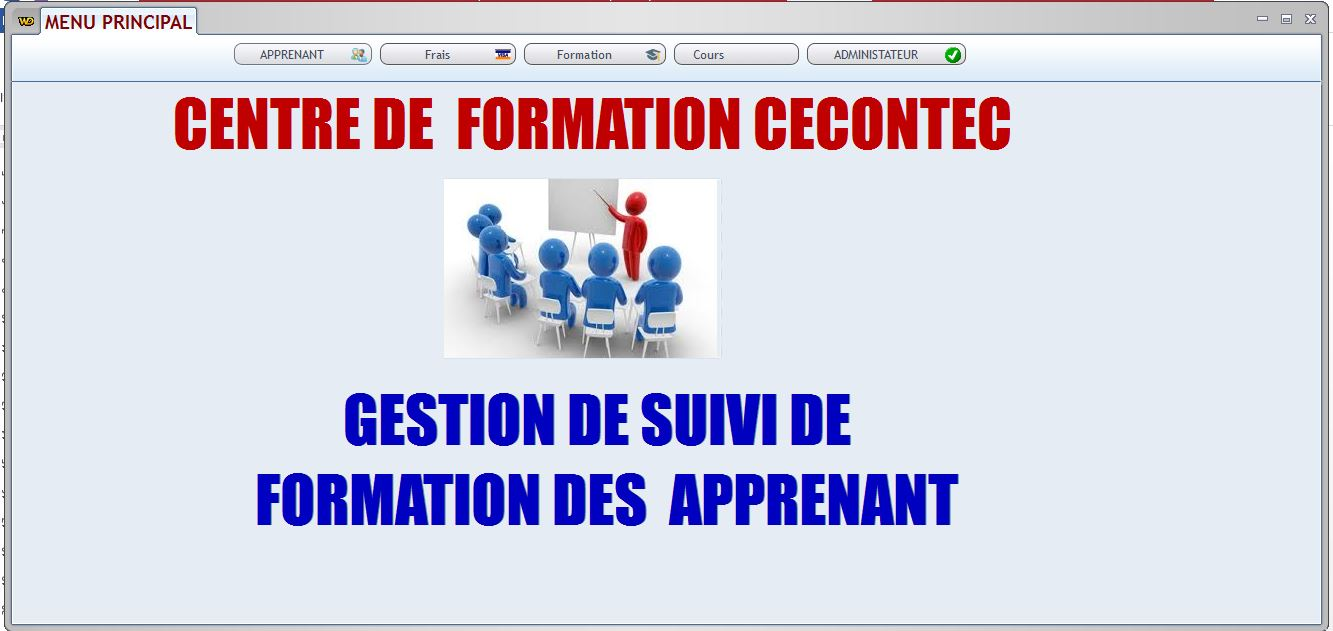 MENU PRINCIPAL
APPRENANT Frais Formation Cours ADMINISTATEUR
CENTRE DE FORMATION CECONTEC
GESTION DE SUIVI DE
FORMATION DES APPRENANT